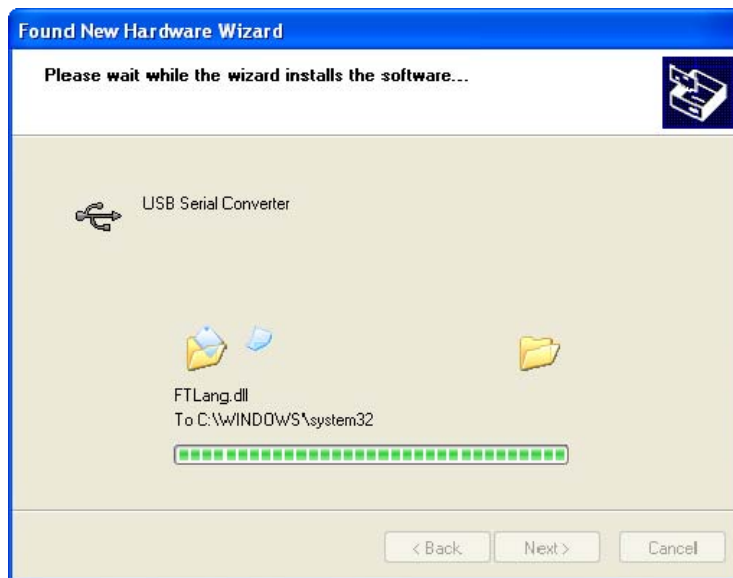 Found New Hardware Wizard
Please wait while the wizard installs the software...
USB Serial Converter
FTLang.dll
To C:\WINDOWS\system32
< Back
Next >
Cancel